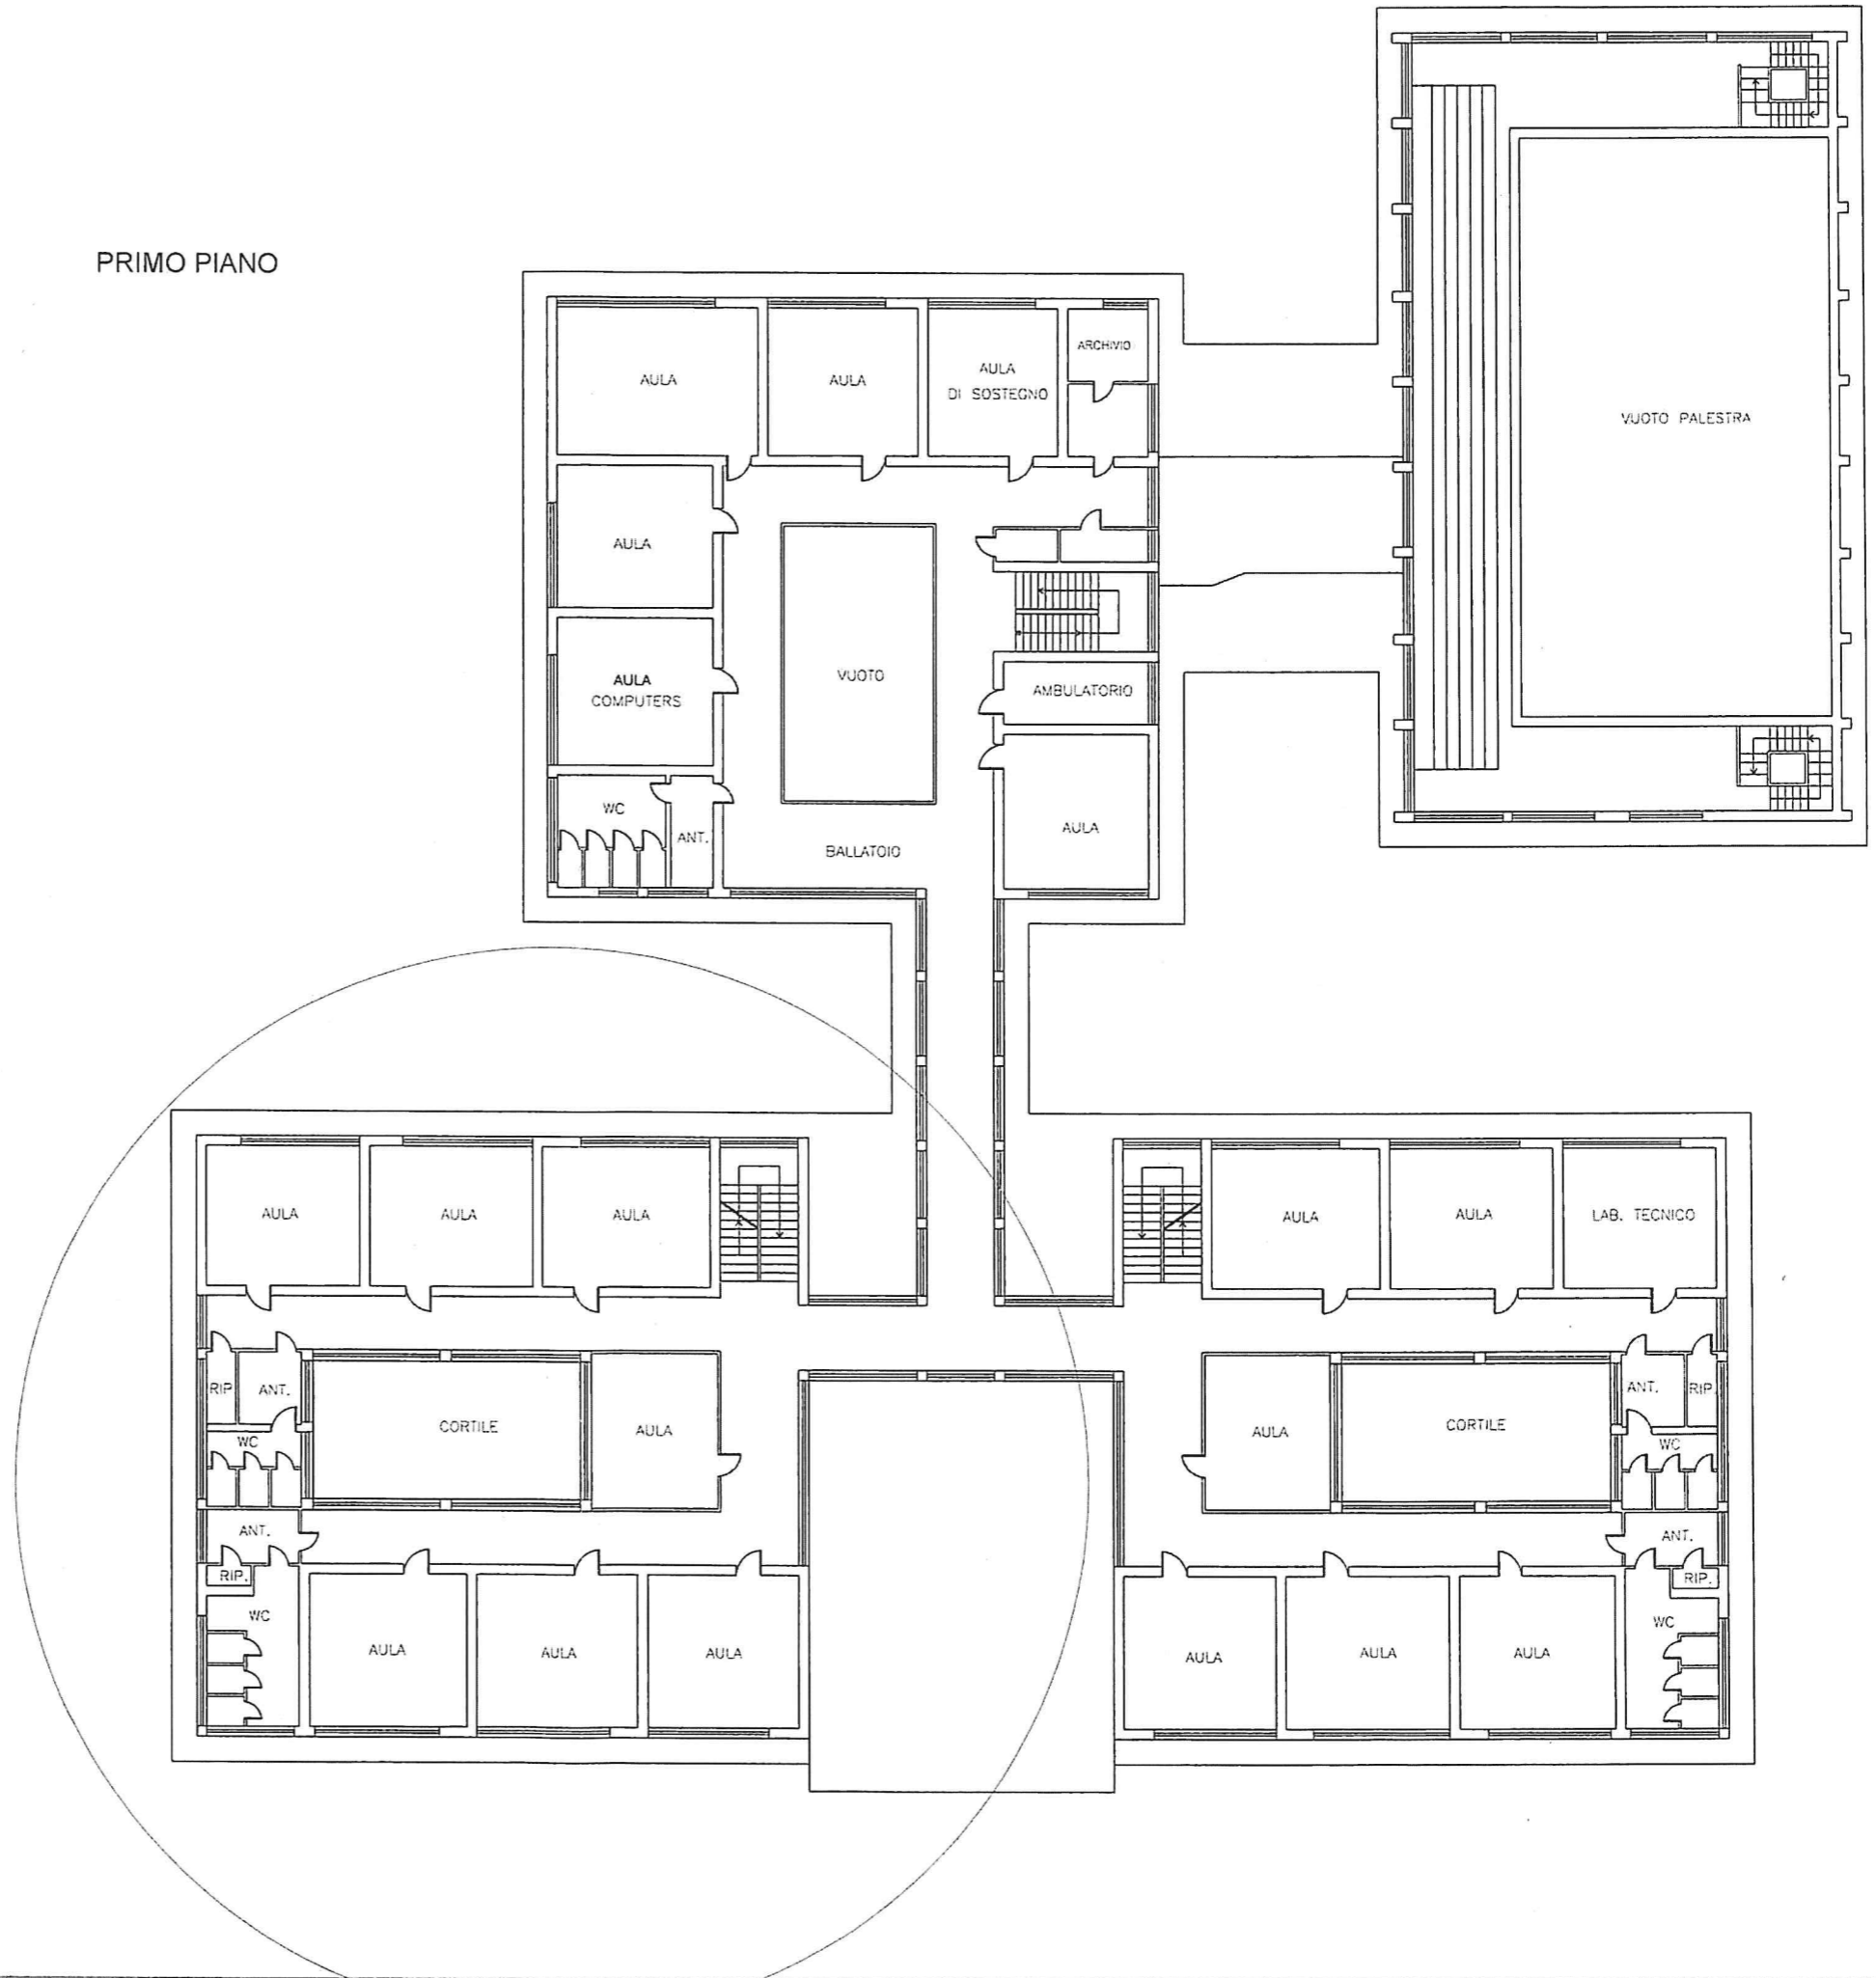 PRIMO PIANO
ARCHIVIO
AULA
AULA
AULA
DI SOSTEGNO
VUOTO PALESTRA
AULA
VUOTO
AULA
COMPUTERS
AMBULATORIO
WC
ANT.
AULA
BALLATOIO
AULA
AULA
AULA
AULA
AULA
LAB. TECNICO
RIP
ANT.
CORTILE
AULA
WC
AULA
CORTILE
ANT.
RIP.
WC
ANT.
RIP.
WC
AULA
AULA
AULA
ANT.
RIP.
WC
AULA
AULA
AULA